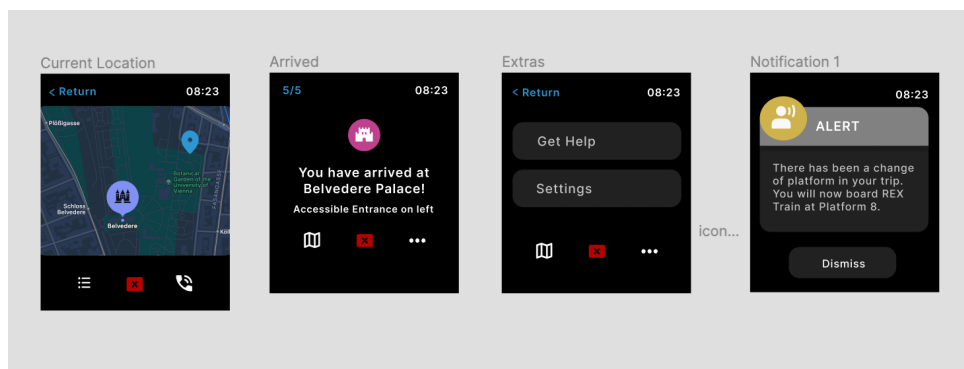 Current Location
< Return 08:23
Plößlgasse
Botanical
Garden of the
University of
Vienna
Schloss
Belvedere
Belvedere
Arrived
5/5 08:23
You have arrived at
Belvedere Palace!
Accessible Entrance on left
Extras
< Return 08:23
Get Help
Settings
icon...
Notification 1
08:23
ALERT
There has been a change
of platform in your trip.
You will now board REX
Train at Platform 8.
Dismiss